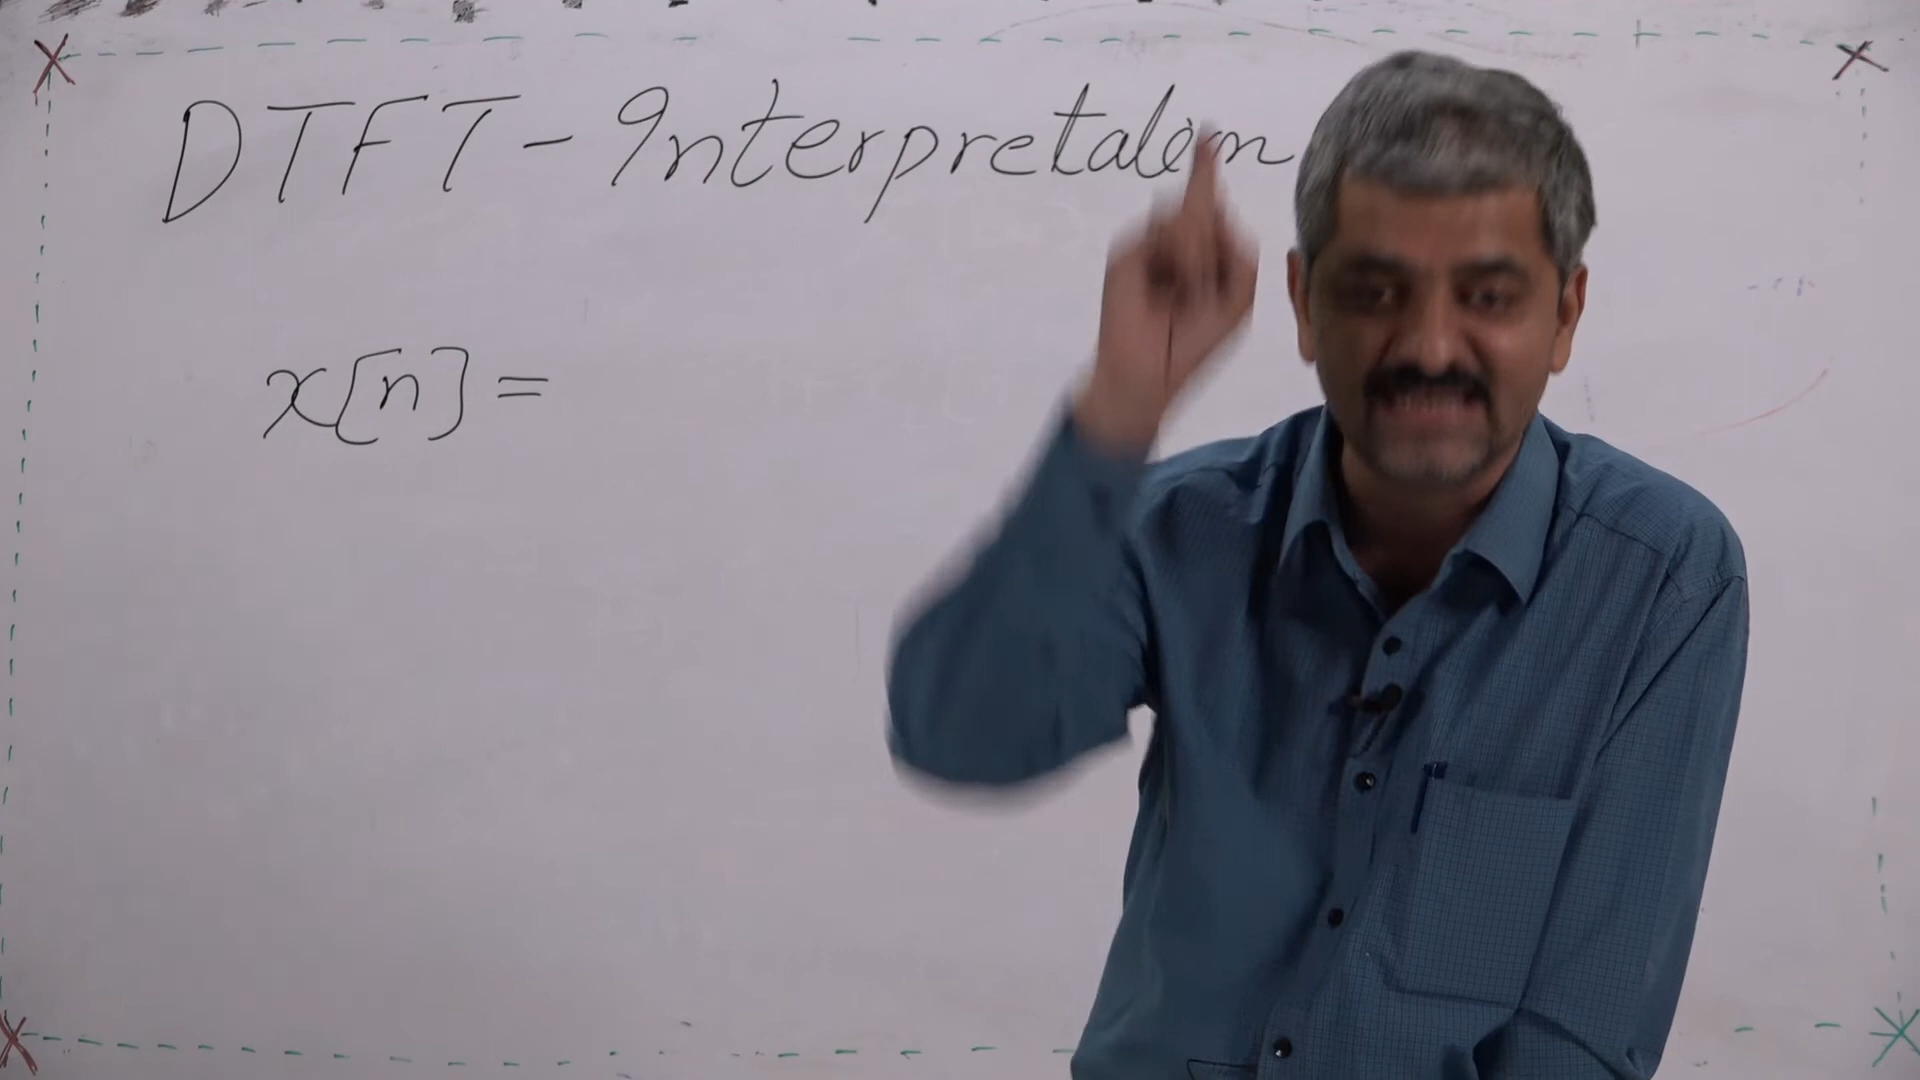 DTFT - Interpretation
x[n] =